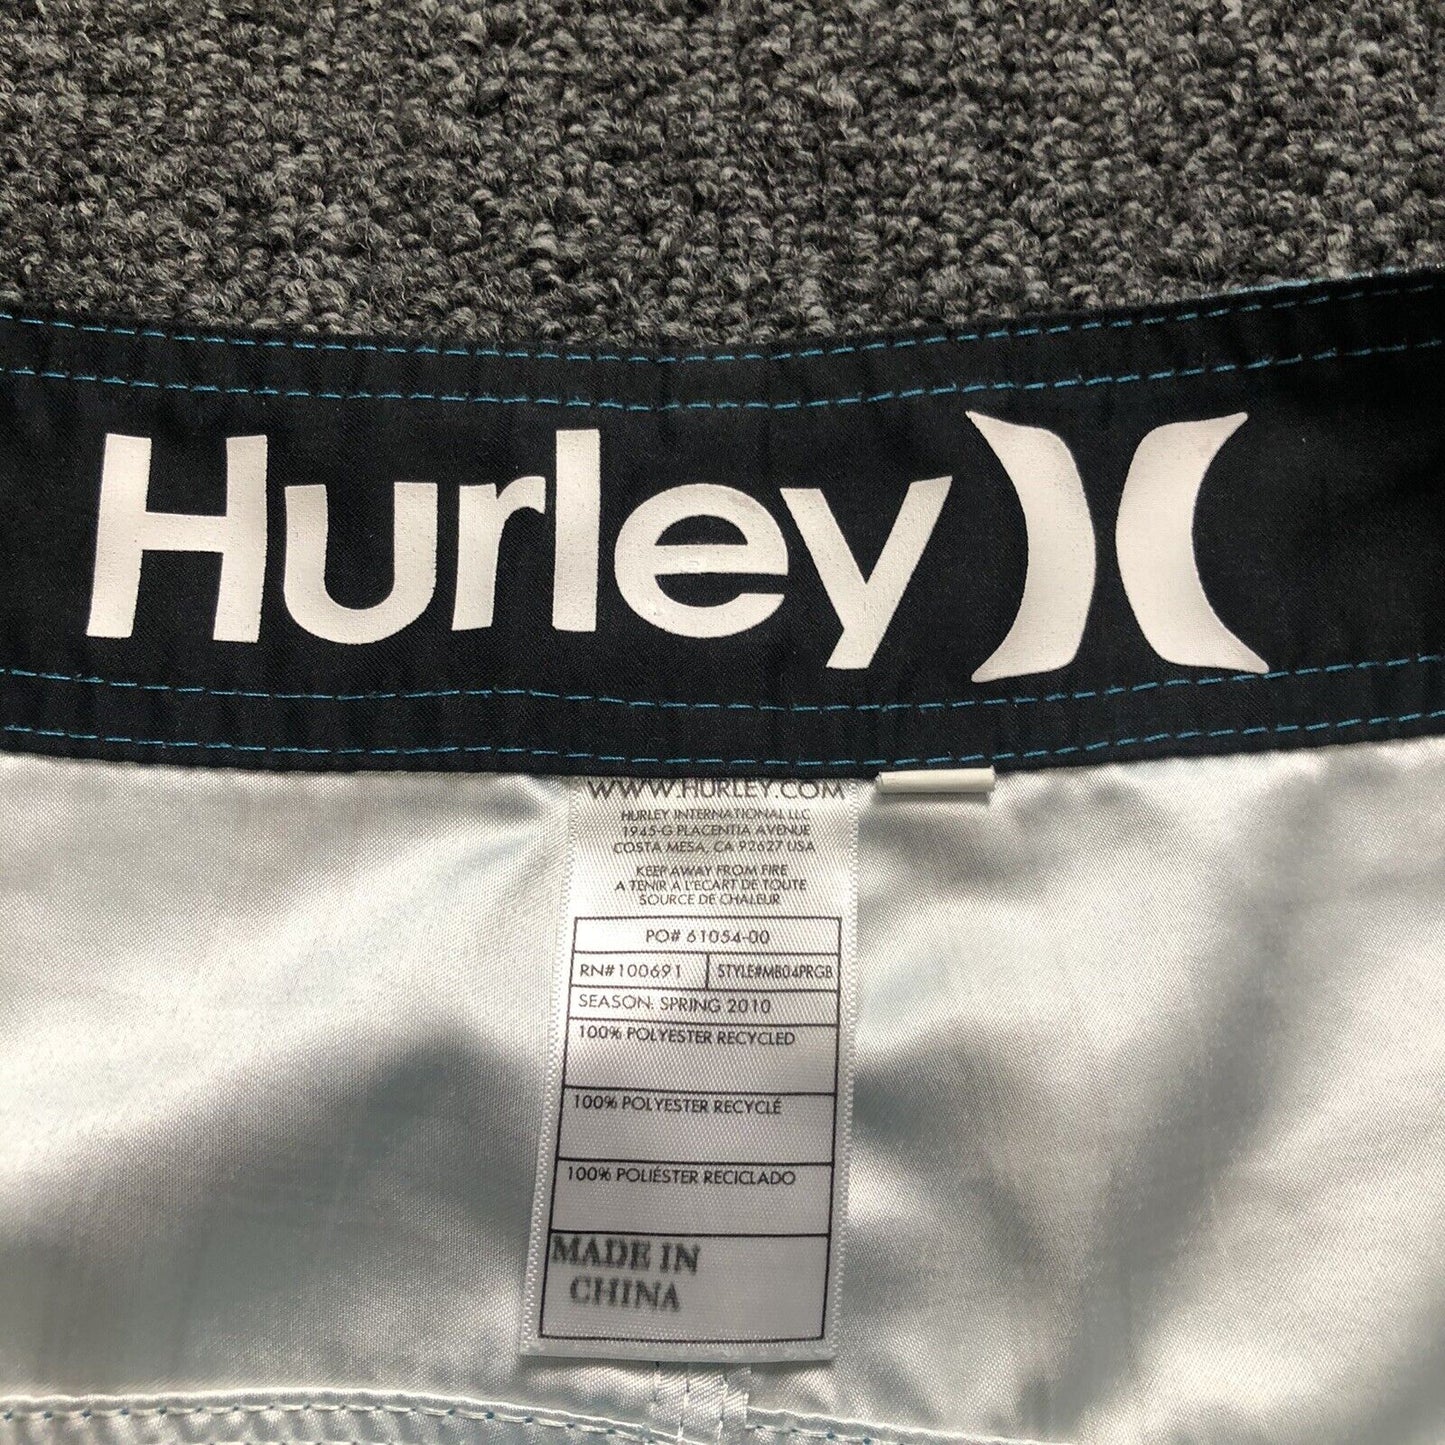 Hurley
WWW.HURLEY.COM
HURLEY INTERNATIONAL LLC
1945-G PLACENTIA AVENUE
COSTA MESA, CA 92627 USA
KEEP AWAY FROM FIRE
A TENIR A L'ECART DE TOUTE
SOURCE DE CHALEUR
PO# 61054-00
RN#100691 STYLE#MB04PRGB
SEASON: SPRING 2010
100% POLYESTER RECYCLED
100% POLYESTER RECYCLÉ
100% POLIÉSTER RECICLADO
MADE IN
CHINA